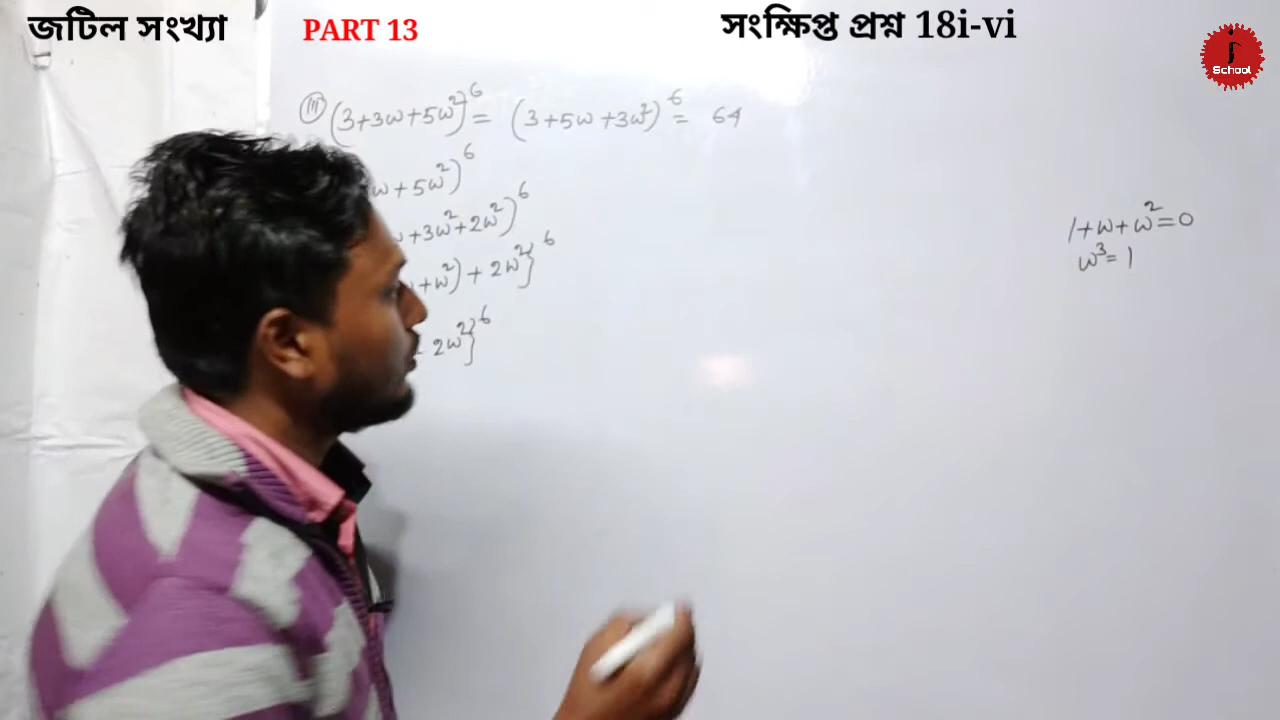 জটিল সংখ্যা PART 13 সংক্ষিপ্ত প্রশ্ন 18i-vi
School
(iii) (3+3ω+5ω²)⁶ = (3+5ω+3ω²)⁶ = 64
ω+5ω²)⁶
+3ω²+2ω²)⁶
+ω²)+2ω²}⁶
2ω²}⁶
1+ω+ω²=0
ω³=1